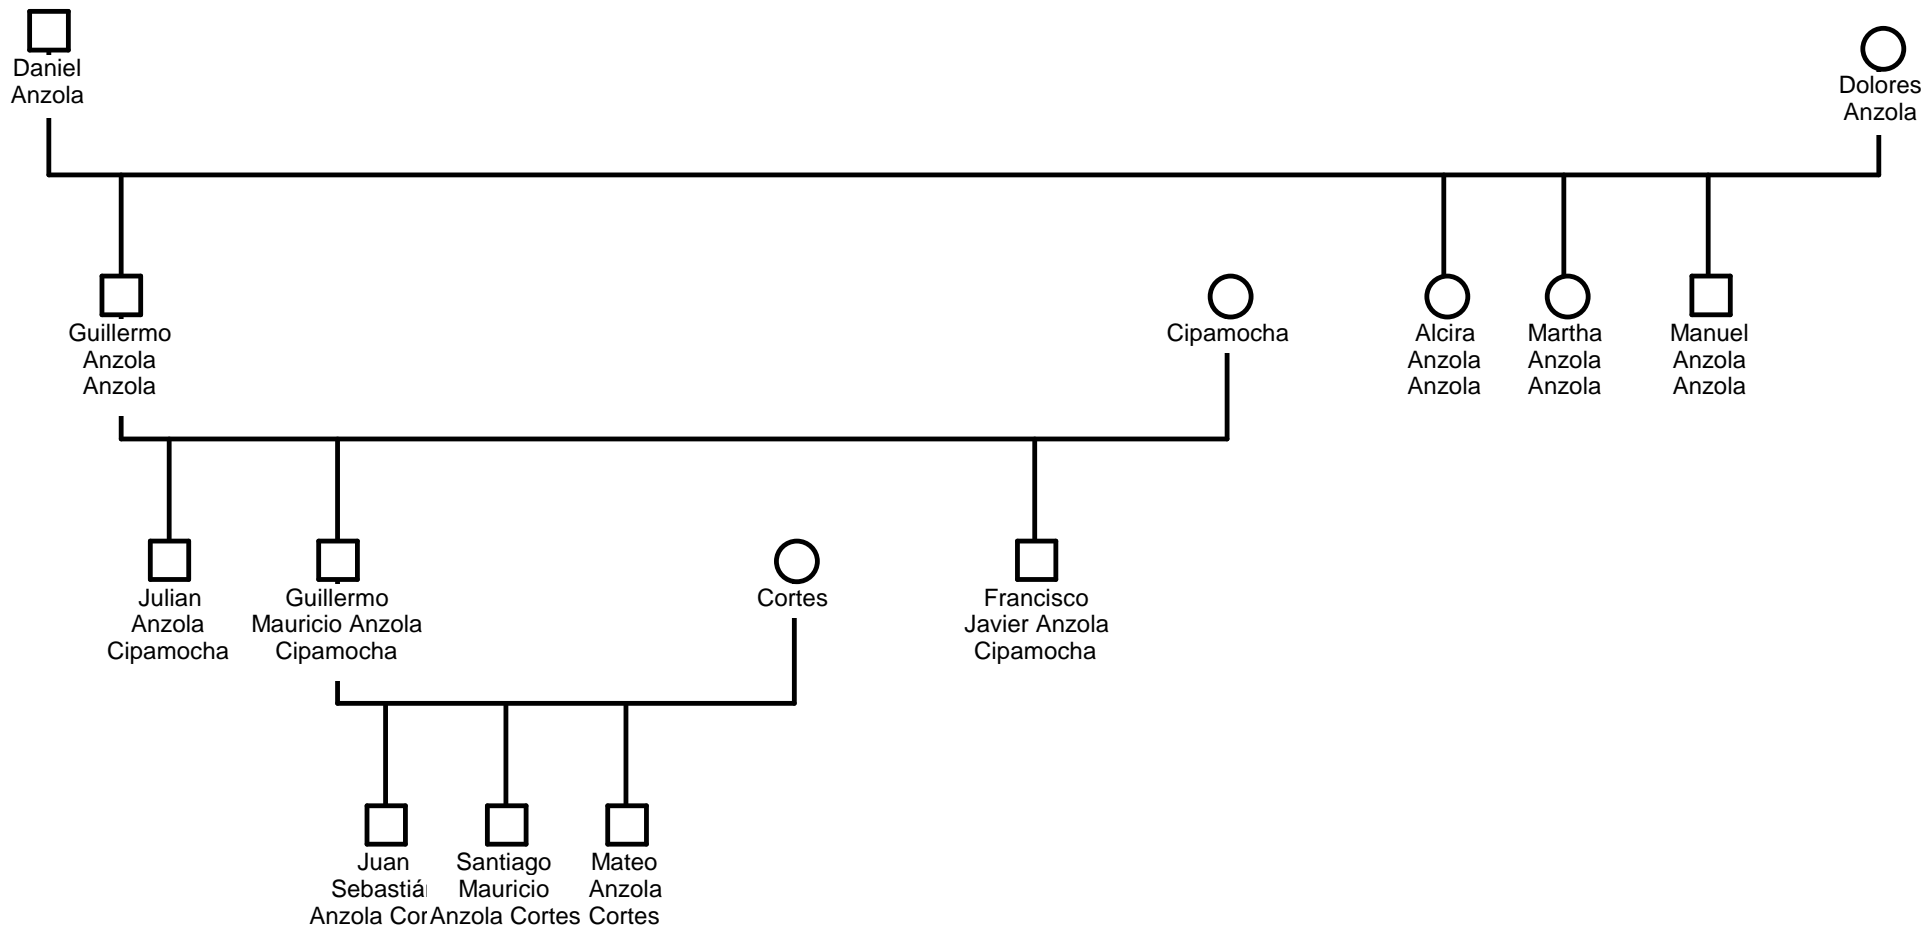 Daniel
Anzola
Dolores
Anzola
Guillermo
Anzola
Anzola
Cipamocha
Alcira
Anzola
Anzola
Martha
Anzola
Anzola
Manuel
Anzola
Anzola
Julian
Anzola
Cipamocha
Guillermo
Mauricio Anzola
Cipamocha
Cortes
Francisco
Javier Anzola
Cipamocha
Juan
Anzola
Santiago
Mauricio
Anzola Cortes
Mateo
Anzola
Cortes